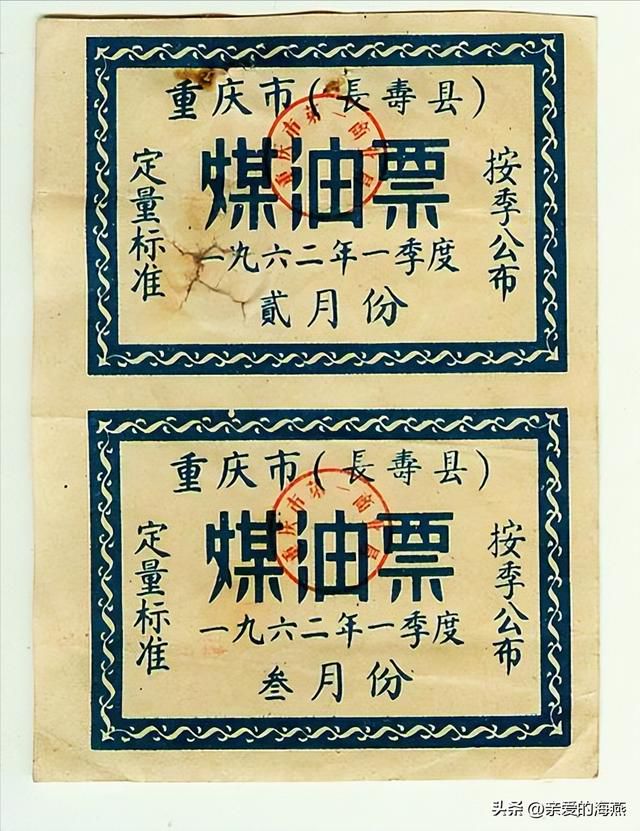 重庆市(長壽县)
煤油票
定量标准
按季公布
一九六二年一季度
貳月份
重庆市(長壽县)
煤油票
定量标准
按季公布
一九六二年一季度
叁月份
头条 @亲爱的海燕